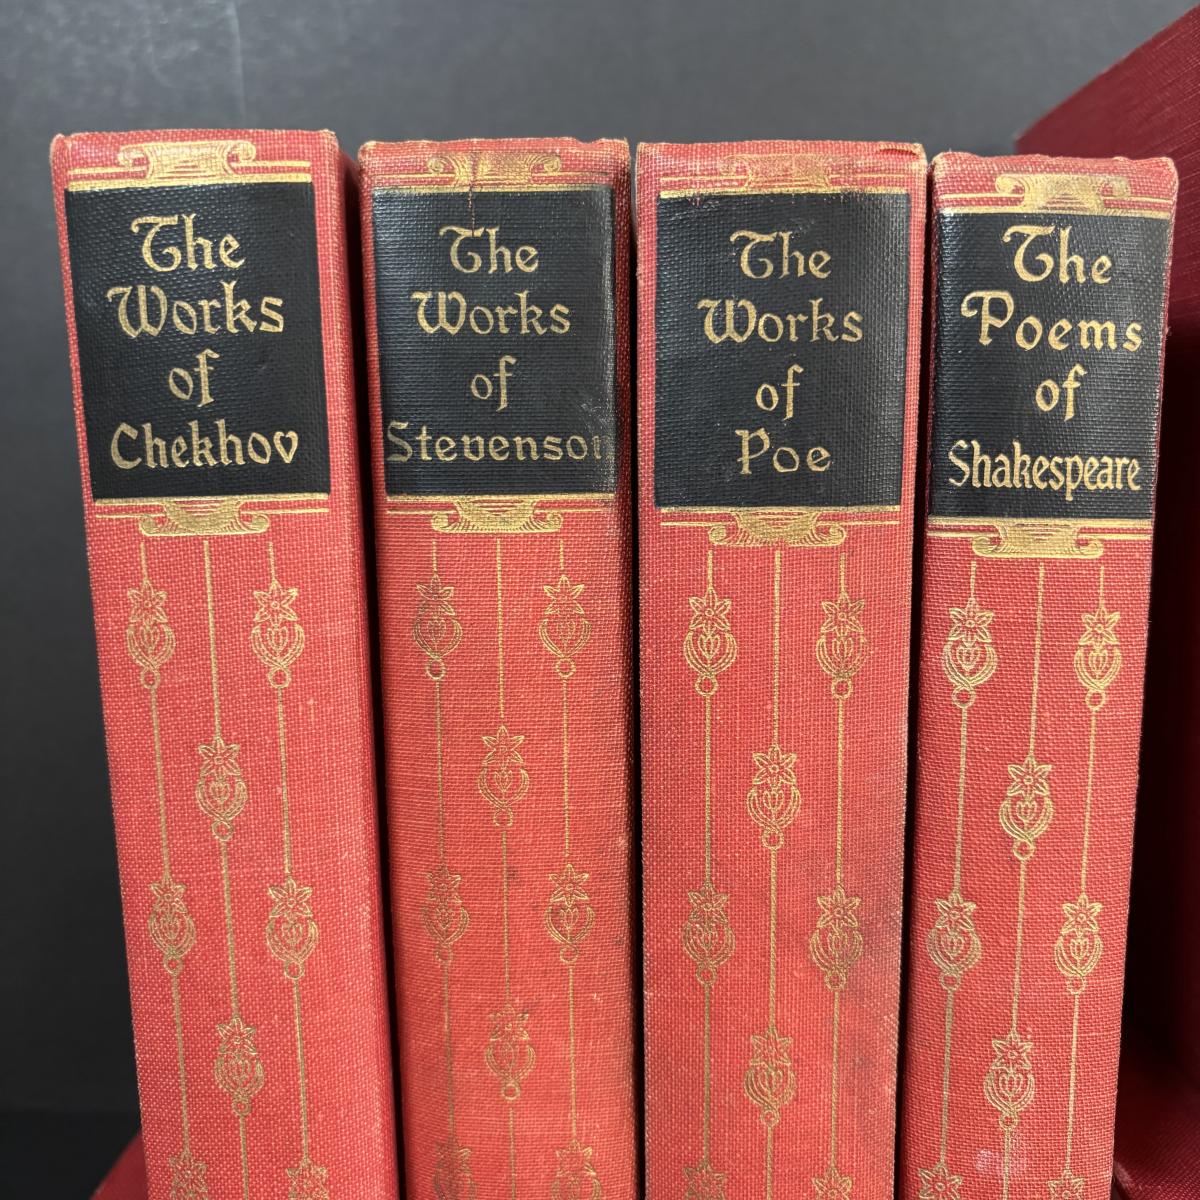 The
Works
of
Chekhov
The
Works
of
Stevenson
The
Works
of
Poe
The
Poems
of
Shakespeare